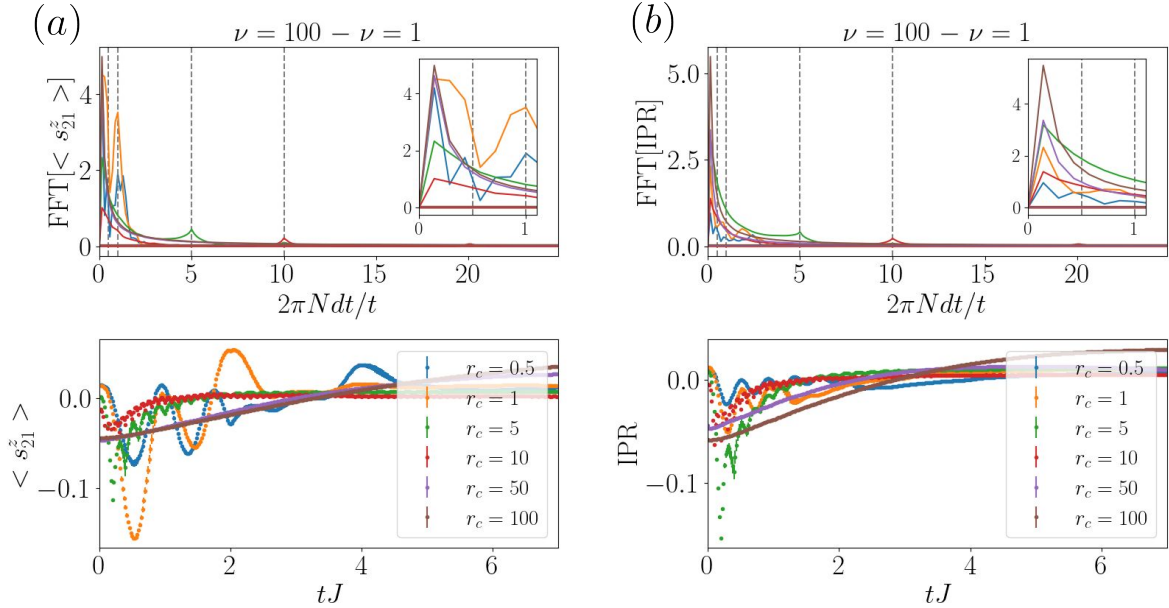 (a)
ν = 100 − ν = 1
FFT[< s^z_{21} >]
4
2
0
4
2
0
0
1
0
5
10
15
20
2πNdt/t
(b)
ν = 100 − ν = 1
FFT[IPR]
5.0
2.5
0.0
4
2
0
0
1
0
5
10
15
20
2πNdt/t
< s^z_{21} >
0.0
−0.1
r_c = 0.5
r_c = 1
r_c = 5
r_c = 10
r_c = 50
r_c = 100
0
2
4
6
tJ
IPR
0.0
−0.1
r_c = 0.5
r_c = 1
r_c = 5
r_c = 10
r_c = 50
r_c = 100
0
2
4
6
tJ